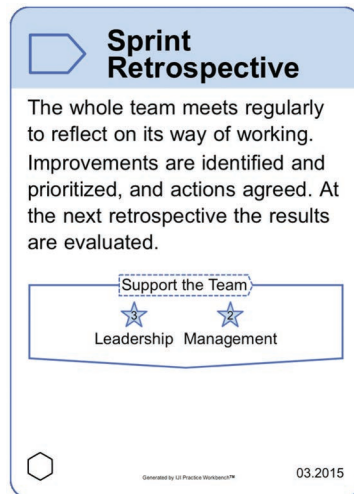 Sprint
Retrospective
The whole team meets regularly
to reflect on its way of working.
Improvements are identified and
prioritized, and actions agreed. At
the next retrospective the results
are evaluated.
Support the Team
3 2
Leadership Management
Generated by IJI Practice Workbench™
03.2015